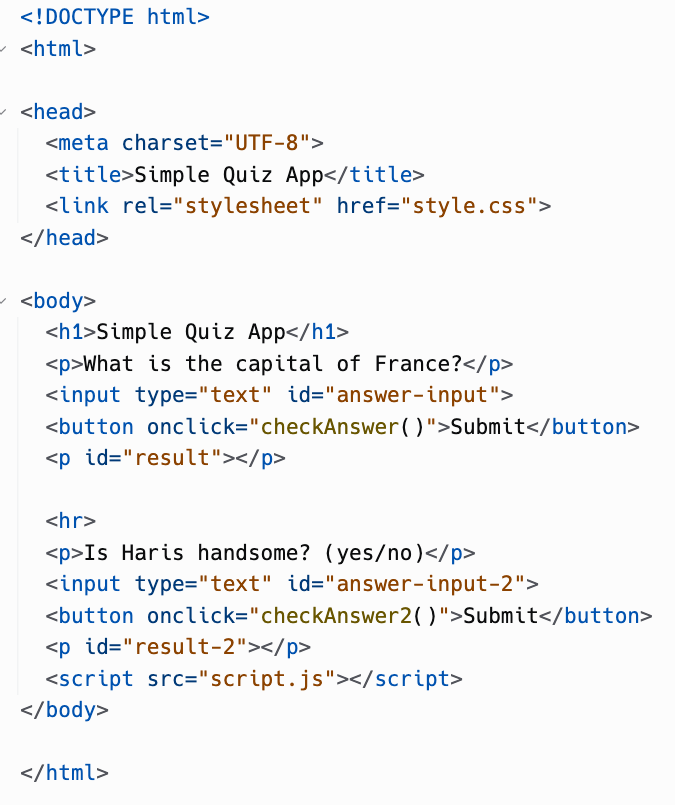 <!DOCTYPE html>
<html>
<head>
<meta charset="UTF-8">
<title>Simple Quiz App</title>
<link rel="stylesheet" href="style.css">
</head>
<body>
<h1>Simple Quiz App</h1>
<p>What is the capital of France?</p>
<input type="text" id="answer-input">
<button onclick="checkAnswer()">Submit</button>
<p id="result"></p>
<hr>
<p>Is Haris handsome? (yes/no)</p>
<input type="text" id="answer-input-2">
<button onclick="checkAnswer2()">Submit</button>
<p id="result-2"></p>
<script src="script.js"></script>
</body>
</html>